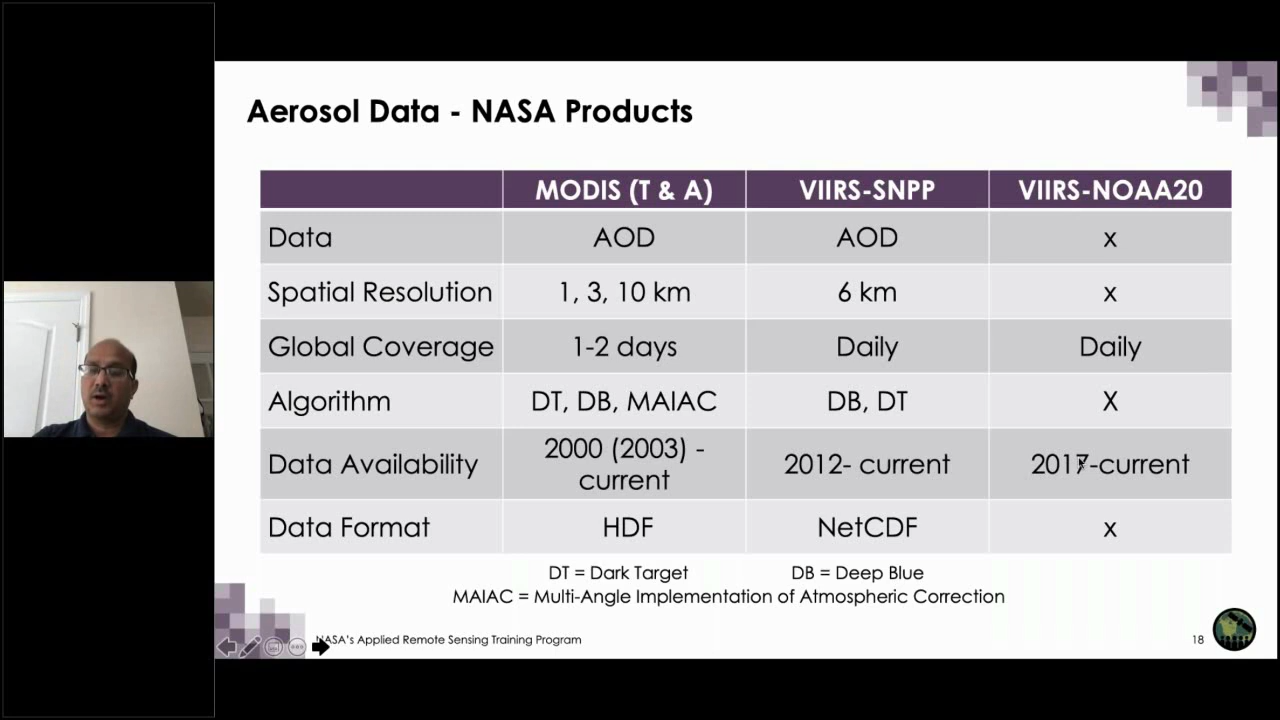 Aerosol Data - NASA Products
MODIS (T & A) VIIRS-SNPP VIIRS-NOAA20
Data AOD AOD x
Spatial Resolution 1, 3, 10 km 6 km x
Global Coverage 1-2 days Daily Daily
Algorithm DT, DB, MAIAC DB, DT X
Data Availability 2000 (2003) - current 2012- current 2017-current
Data Format HDF NetCDF x
DT = Dark Target DB = Deep Blue
MAIAC = Multi-Angle Implementation of Atmospheric Correction
NASA's Applied Remote Sensing Training Program 18